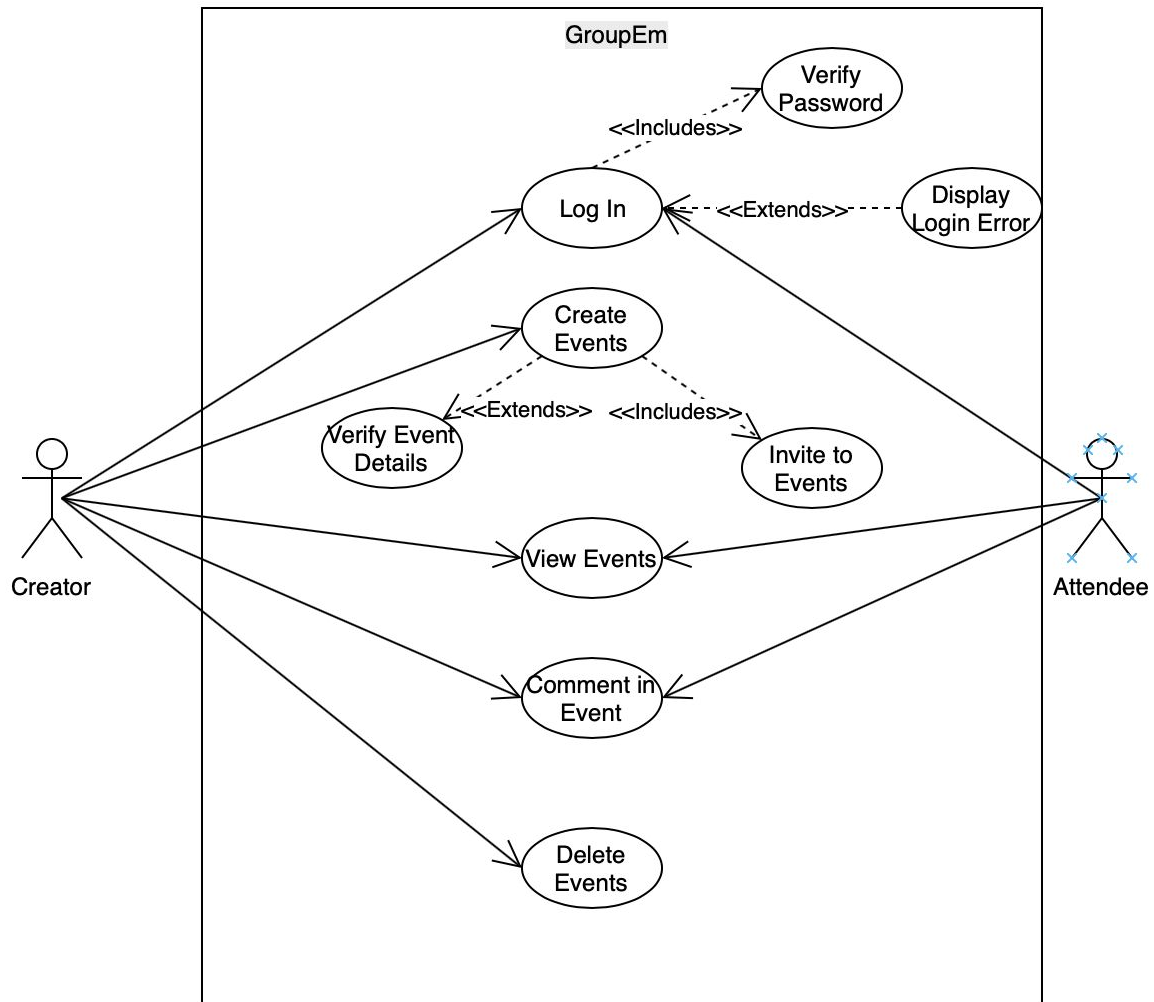 GroupEm
Verify
Password
<<Includes>>
Log In
<<Extends>>
Display
Login Error
Create
Events
<<Extends>>
<<Includes>>
Verify Event
Details
Invite to
Events
View Events
Creator
Attendee
Comment in
Event
Delete
Events